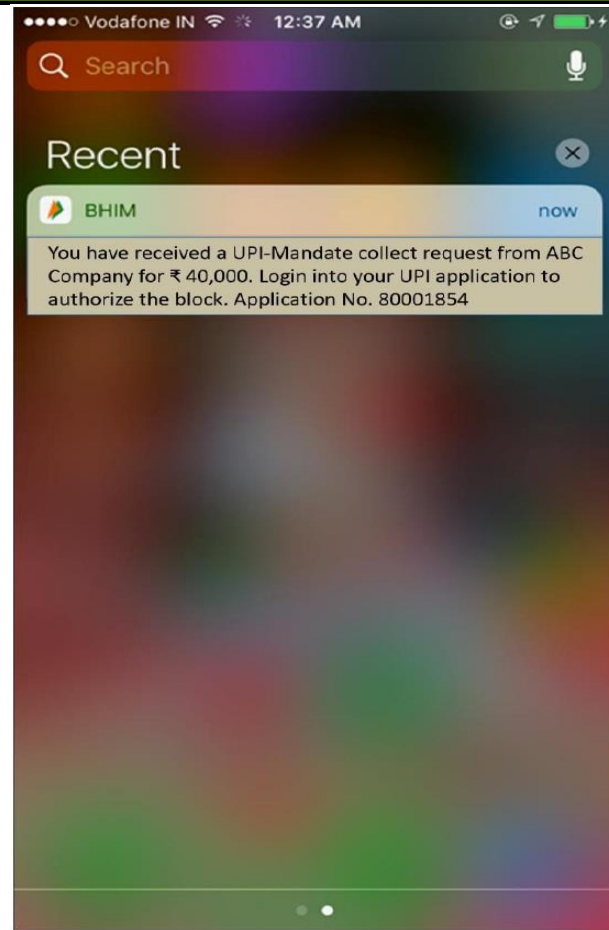 Vodafone IN 12:37 AM
Search
Recent
BHIM now
You have received a UPI-Mandate collect request from ABC
Company for ₹ 40,000. Login into your UPI application to
authorize the block. Application No. 80001854